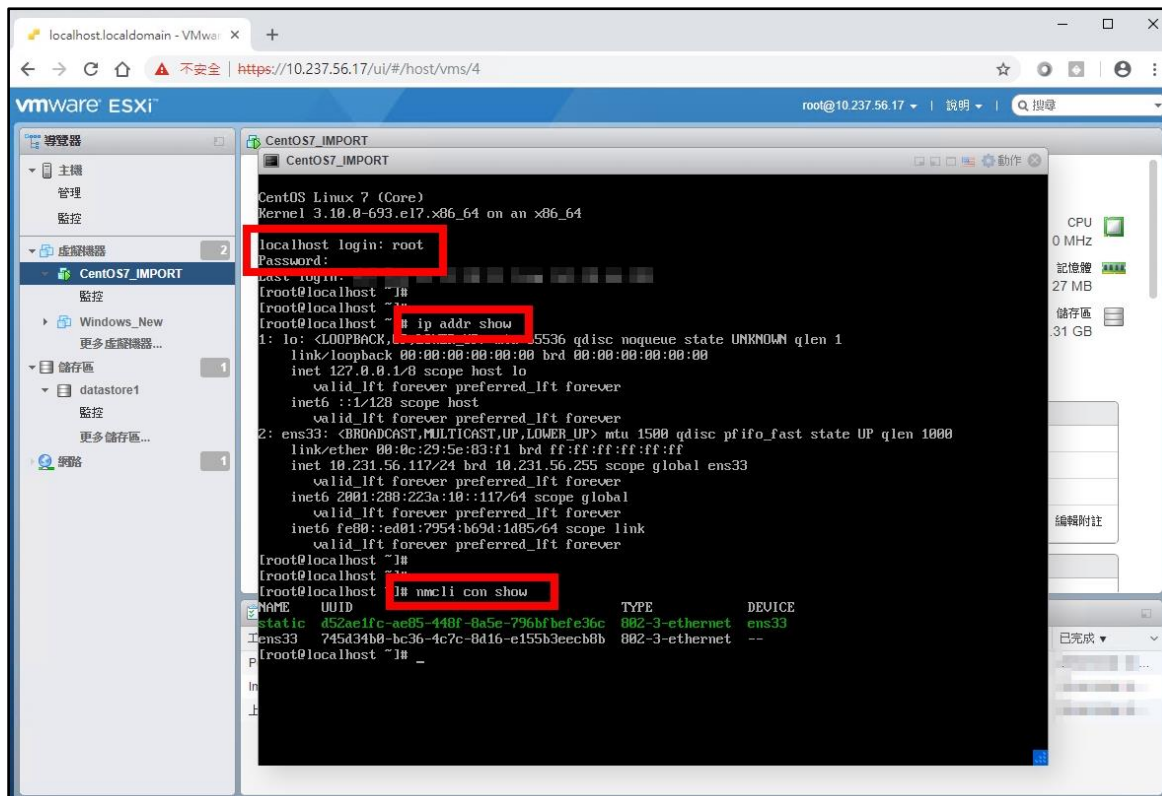 localhost.localdomain - VMwar
不安全 | https://10.237.56.17/ui/#/host/vms/4
vmware ESXi™
root@10.237.56.17 | 說明 | 搜尋
導覽器
主機
管理
監控
虛擬機器 2
CentOS7_IMPORT
監控
Windows_New
更多虛擬機器...
儲存區 1
datastore1
監控
更多儲存區...
網路 1
CentOS7_IMPORT
CentOS7_IMPORT 動作
CentOS Linux 7 (Core)
Kernel 3.10.0-693.el7.x86_64 on an x86_64
localhost login: root
Password:
Last login:
[root@localhost ~]#
[root@localhost ~]#
[root@localhost ~]# ip addr show
1: lo: <LOOPBACK,UP,LOWER_UP> mtu 65536 qdisc noqueue state UNKNOWN qlen 1
link/loopback 00:00:00:00:00:00 brd 00:00:00:00:00:00
inet 127.0.0.1/8 scope host lo
valid_lft forever preferred_lft forever
inet6 ::1/128 scope host
valid_lft forever preferred_lft forever
2: ens33: <BROADCAST,MULTICAST,UP,LOWER_UP> mtu 1500 qdisc pfifo_fast state UP qlen 1000
link/ether 00:0c:29:5e:83:f1 brd ff:ff:ff:ff:ff:ff
inet 10.231.56.117/24 brd 10.231.56.255 scope global ens33
valid_lft forever preferred_lft forever
inet6 2001:288:223a:10::117/64 scope global
valid_lft forever preferred_lft forever
inet6 fe80::ed01:7954:b69d:1d85/64 scope link
valid_lft forever preferred_lft forever
[root@localhost ~]#
[root@localhost ~]#
[root@localhost ~]# nmcli con show
NAME UUID TYPE DEVICE
static d52ae1fc-ae85-448f-8a5e-796bfbefe36c 802-3-ethernet ens33
ens33 745d34b0-bc36-4c7c-8d16-e155b3eecb8b 802-3-ethernet --
[root@localhost ~]# _
CPU
0 MHz
記憶體
27 MB
儲存區
.31 GB
編輯附註
已完成